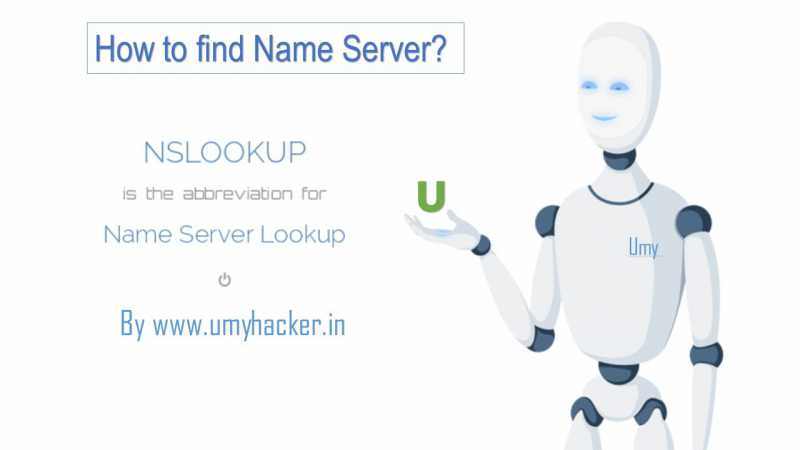 How to find Name Server?
NSLOOKUP
is the abbreviation for
Name Server Lookup
By www.umyhacker.in
U
Umy